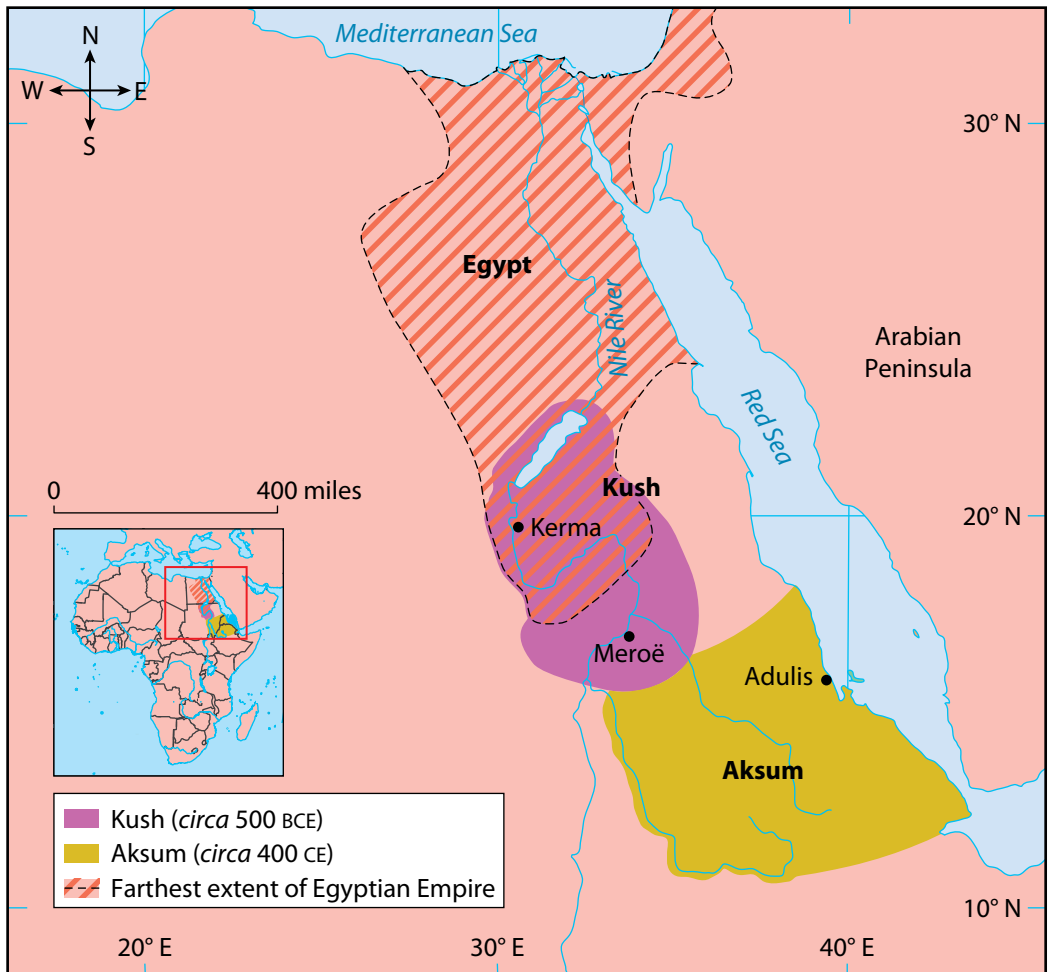 Mediterranean Sea
N
W
E
S
30° N
Egypt
Nile River
Arabian
Peninsula
Red Sea
Kush
0
400 miles
20° N
Kerma
Meroë
Adulis
Aksum
Kush (circa 500 BCE)
Aksum (circa 400 CE)
Farthest extent of Egyptian Empire
10° N
20° E
30° E
40° E